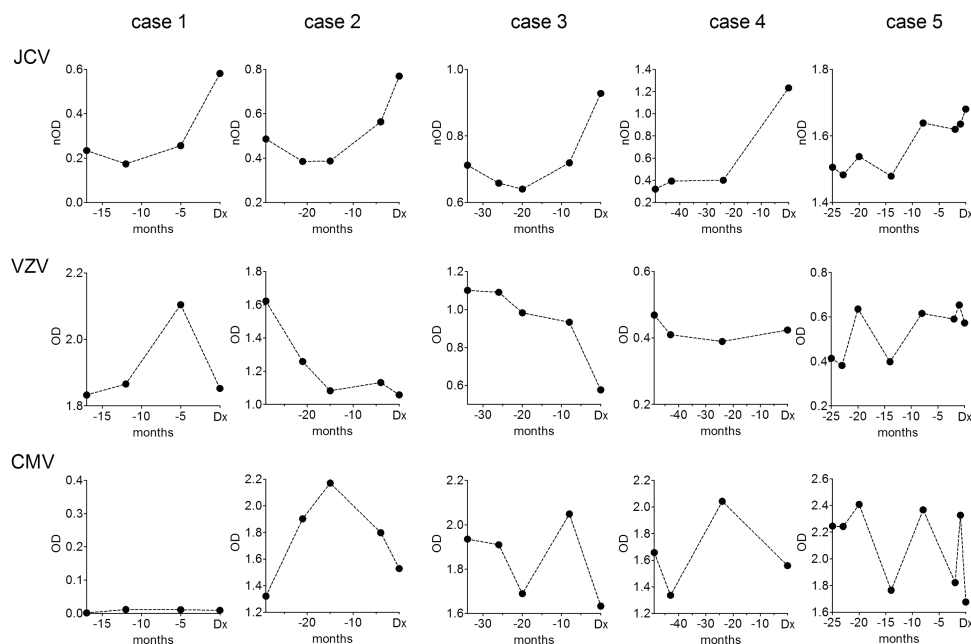 case 1 case 2 case 3 case 4 case 5
JCV
nOD 0.6 0.4 0.2 0.0 -15 -10 -5 Dx months
nOD 0.8 0.6 0.4 0.2 -20 -10 Dx months
nOD 1.0 0.8 0.6 -30 -20 -10 Dx months
nOD 1.4 1.2 1.0 0.8 0.6 0.4 0.2 -40 -30 -20 -10 Dx months
nOD 1.8 1.6 1.4 -25 -20 -15 -10 -5 Dx months
VZV
OD 2.2 2.0 1.8 -15 -10 -5 Dx months
OD 1.8 1.6 1.4 1.2 1.0 -20 -10 Dx months
OD 1.2 1.0 0.8 0.6 -30 -20 -10 Dx months
OD 0.6 0.4 0.2 -40 -30 -20 -10 Dx months
OD 0.8 0.6 0.4 0.2 -25 -20 -15 -10 -5 Dx months
CMV
OD 0.4 0.3 0.2 0.1 0.0 -15 -10 -5 Dx months
OD 2.2 2.0 1.8 1.6 1.4 1.2 -20 -10 Dx months
OD 2.2 2.0 1.8 1.6 -30 -20 -10 Dx months
OD 2.2 2.0 1.8 1.6 1.4 1.2 -40 -30 -20 -10 Dx months
OD 2.6 2.4 2.2 2.0 1.8 1.6 -25 -20 -15 -10 -5 Dx months